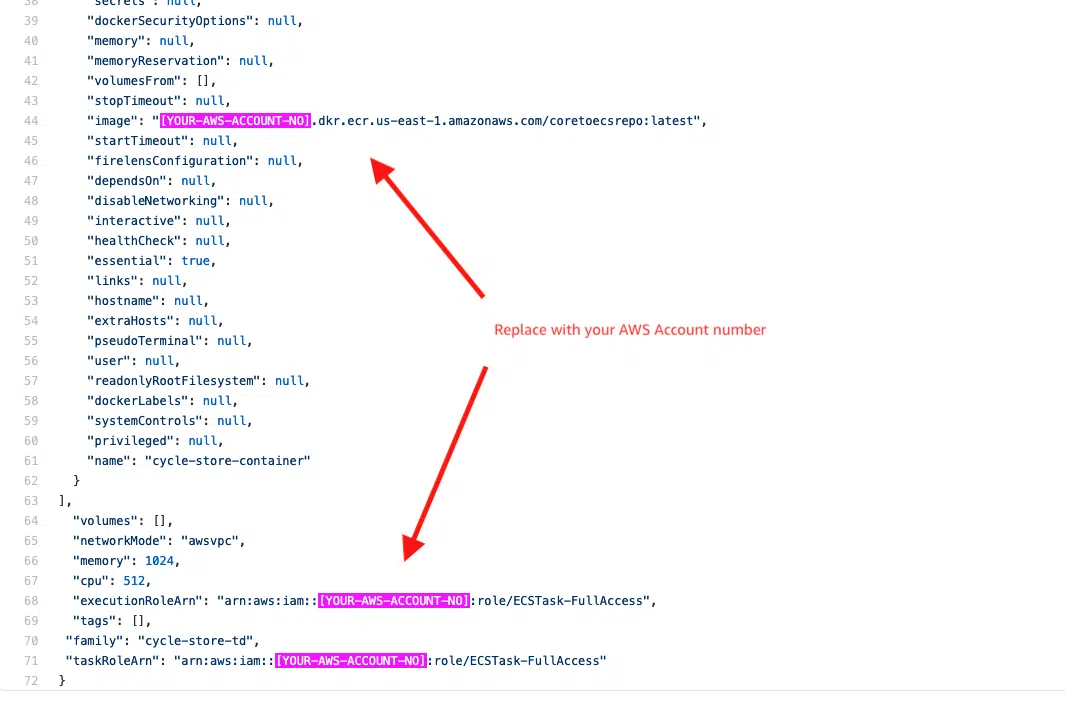 38 "secrets": null,
39 "dockerSecurityOptions": null,
40 "memory": null,
41 "memoryReservation": null,
42 "volumesFrom": [],
43 "stopTimeout": null,
44 "image": "[YOUR-AWS-ACCOUNT-NO].dkr.ecr.us-east-1.amazonaws.com/coretoecsrepo:latest",
45 "startTimeout": null,
46 "firelensConfiguration": null,
47 "dependsOn": null,
48 "disableNetworking": null,
49 "interactive": null,
50 "healthCheck": null,
51 "essential": true,
52 "links": null,
53 "hostname": null,
54 "extraHosts": null,
Replace with your AWS Account number
55 "pseudoTerminal": null,
56 "user": null,
57 "readonlyRootFilesystem": null,
58 "dockerLabels": null,
59 "systemControls": null,
60 "privileged": null,
61 "name": "cycle-store-container"
62 }
63 ],
64 "volumes": [],
65 "networkMode": "awsvpc",
66 "memory": 1024,
67 "cpu": 512,
68 "executionRoleArn": "arn:aws:iam::[YOUR-AWS-ACCOUNT-NO]:role/ECSTask-FullAccess",
69 "tags": [],
70 "family": "cycle-store-td",
71 "taskRoleArn": "arn:aws:iam::[YOUR-AWS-ACCOUNT-NO]:role/ECSTask-FullAccess"
72 }